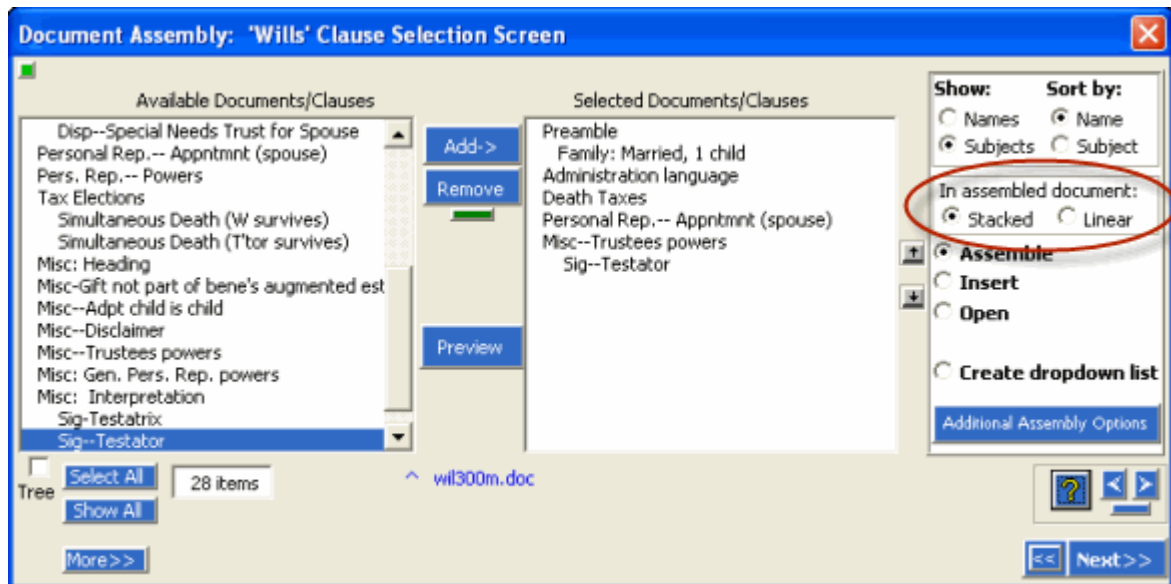 Document Assembly: 'Wills' Clause Selection Screen
Available Documents/Clauses
Disp--Special Needs Trust for Spouse
Personal Rep.-- Appntmnt (spouse)
Pers. Rep.-- Powers
Tax Elections
Simultaneous Death (W survives)
Simultaneous Death (T'tor survives)
Misc: Heading
Misc-Gift not part of bene's augmented est
Misc--Adpt child is child
Misc--Disclaimer
Misc--Trustees powers
Misc: Gen. Pers. Rep. powers
Misc: Interpretation
Sig-Testatrix
Sig--Testator
Add->
Remove
Preview
Selected Documents/Clauses
Preamble
Family: Married, 1 child
Administration language
Death Taxes
Personal Rep.-- Appntmnt (spouse)
Misc--Trustees powers
Sig--Testator
Show: Sort by:
Names Name
Subjects Subject
In assembled document:
Stacked Linear
Assemble
Insert
Open
Create dropdown list
Additional Assembly Options
Tree
Select All
28 items
^ wil300m.doc
Show All
More>>
?
<
>
<<
Next>>